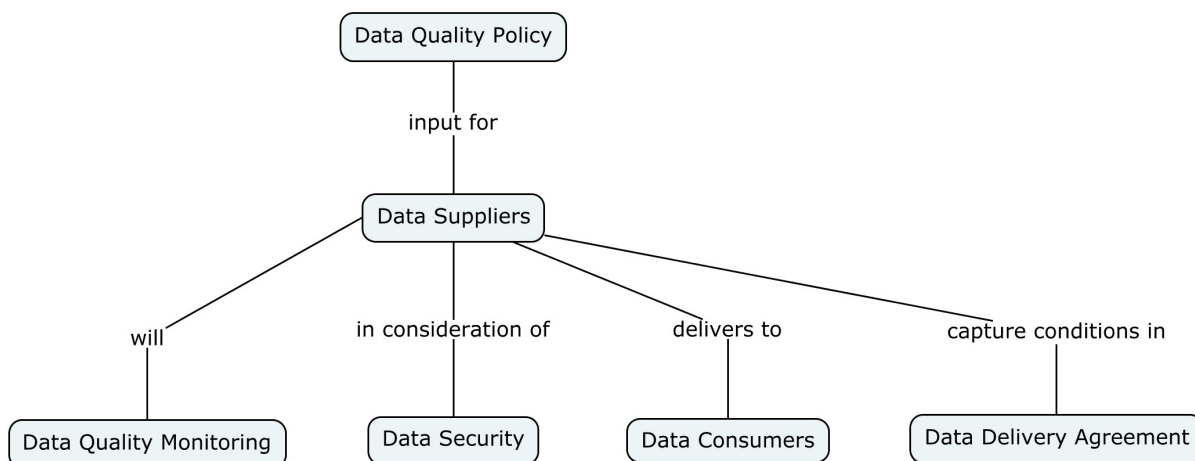 Data Quality Policy
input for
Data Suppliers
will
in consideration of
delivers to
capture conditions in
Data Quality Monitoring
Data Security
Data Consumers
Data Delivery Agreement